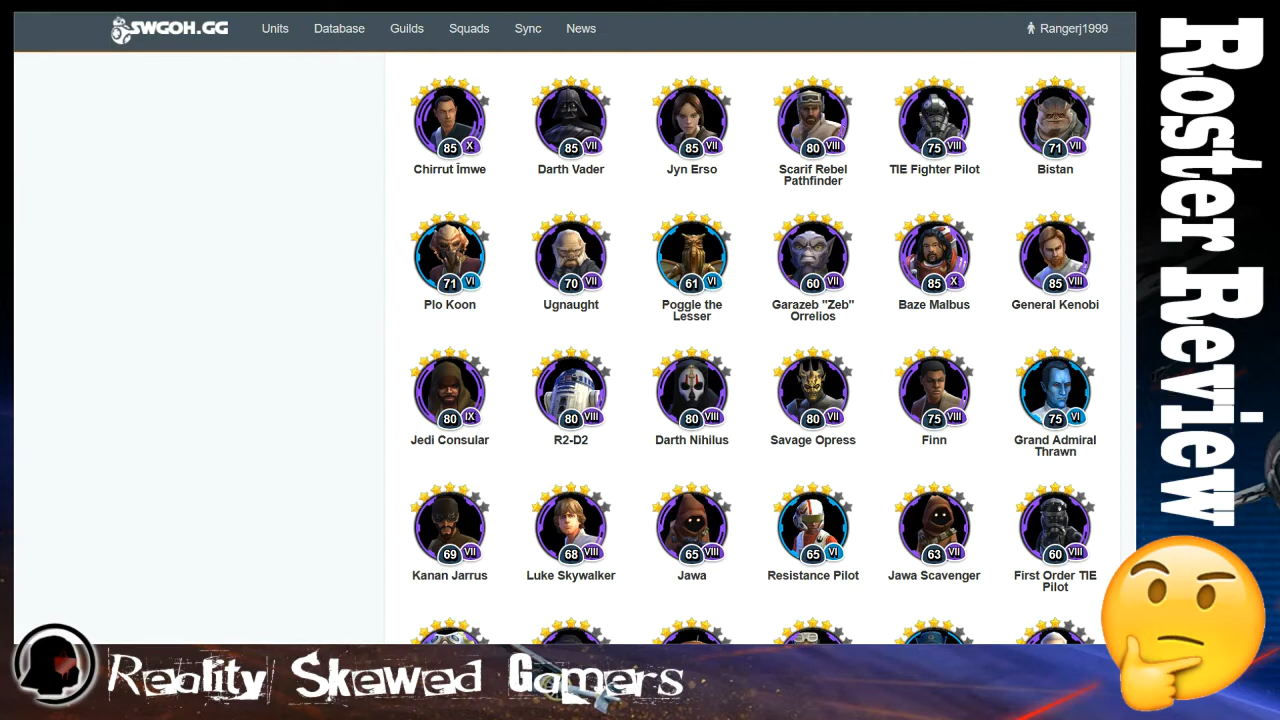 SWGOH.GG Units Database Guilds Squads Sync News Rangerj1999
85 X 85 VII 85 VII 80 VIII 75 VIII 71 VII
Chirrut Îmwe Darth Vader Jyn Erso Scarif Rebel TIE Fighter Pilot Bistan
Pathfinder
71 VI 70 VII 61 VI 60 VII 85 X 85 VIII
Plo Koon Ugnaught Poggle the Garazeb "Zeb" Baze Malbus General Kenobi
Lesser Orrelios
80 IX 80 VIII 80 VIII 80 VII 75 VIII 75 VI
Jedi Consular R2-D2 Darth Nihilus Savage Opress Finn Grand Admiral
Thrawn
69 VII 68 VIII 65 VIII 65 VI 63 VII 60 VIII
Kanan Jarrus Luke Skywalker Jawa Resistance Pilot Jawa Scavenger First Order TIE
Pilot
Roster Review
Reality Skewed Gamers